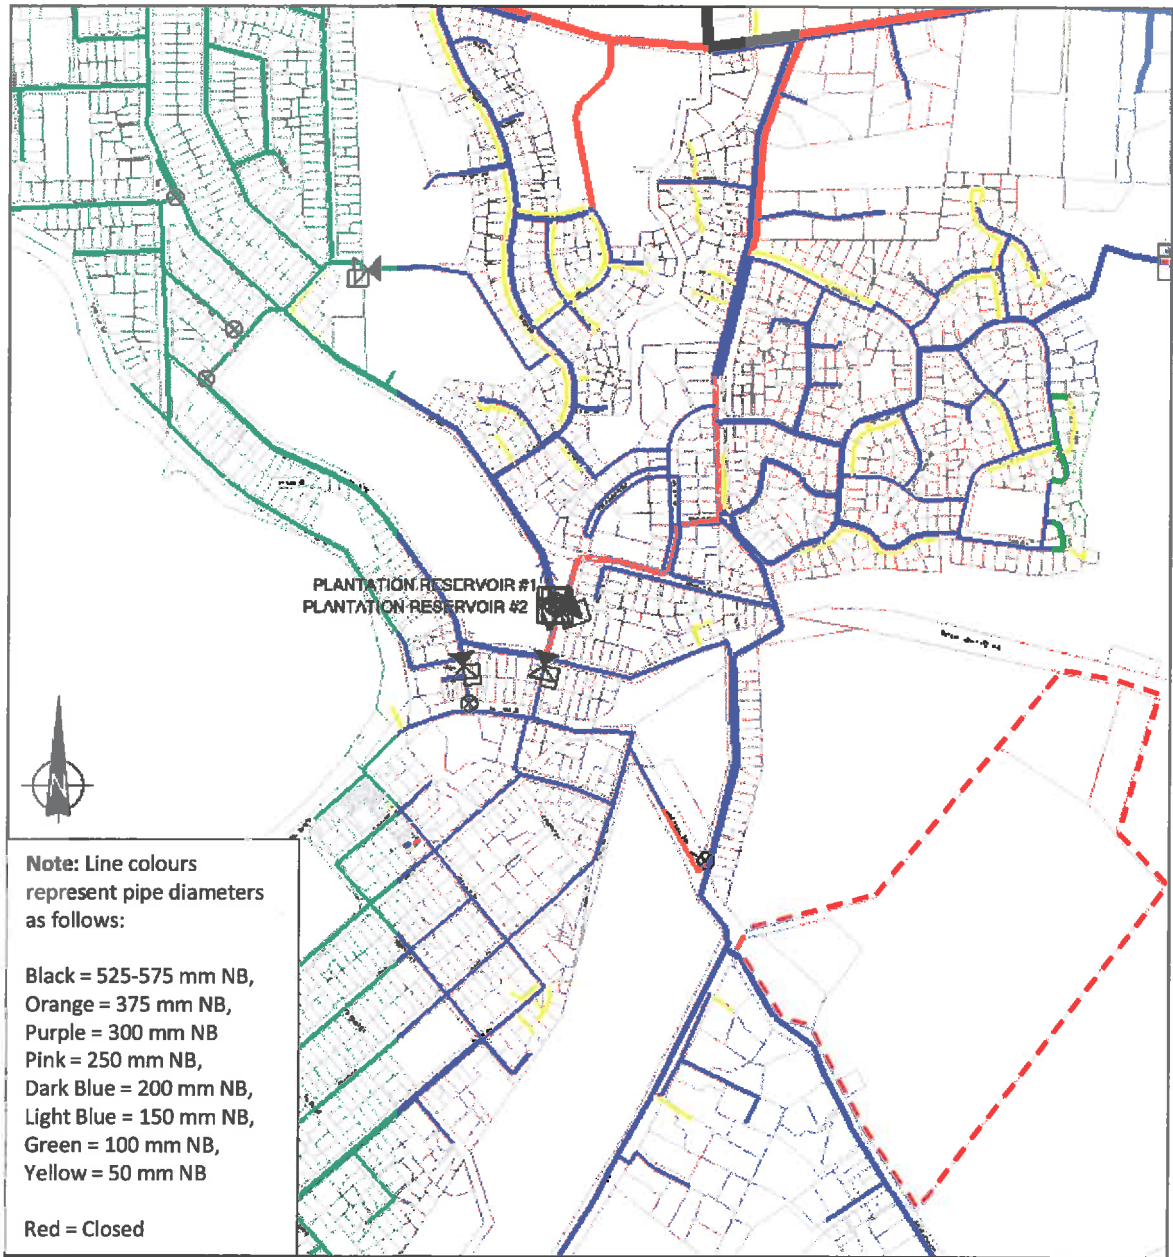 PLANTATION RESERVOIR #1
PLANTATION RESERVOIR #2
N
Note: Line colours
represent pipe diameters
as follows:
Black = 525-575 mm NB,
Orange = 375 mm NB,
Purple = 300 mm NB
Pink = 250 mm NB,
Dark Blue = 200 mm NB,
Light Blue = 150 mm NB,
Green = 100 mm NB,
Yellow = 50 mm NB
Red = Closed